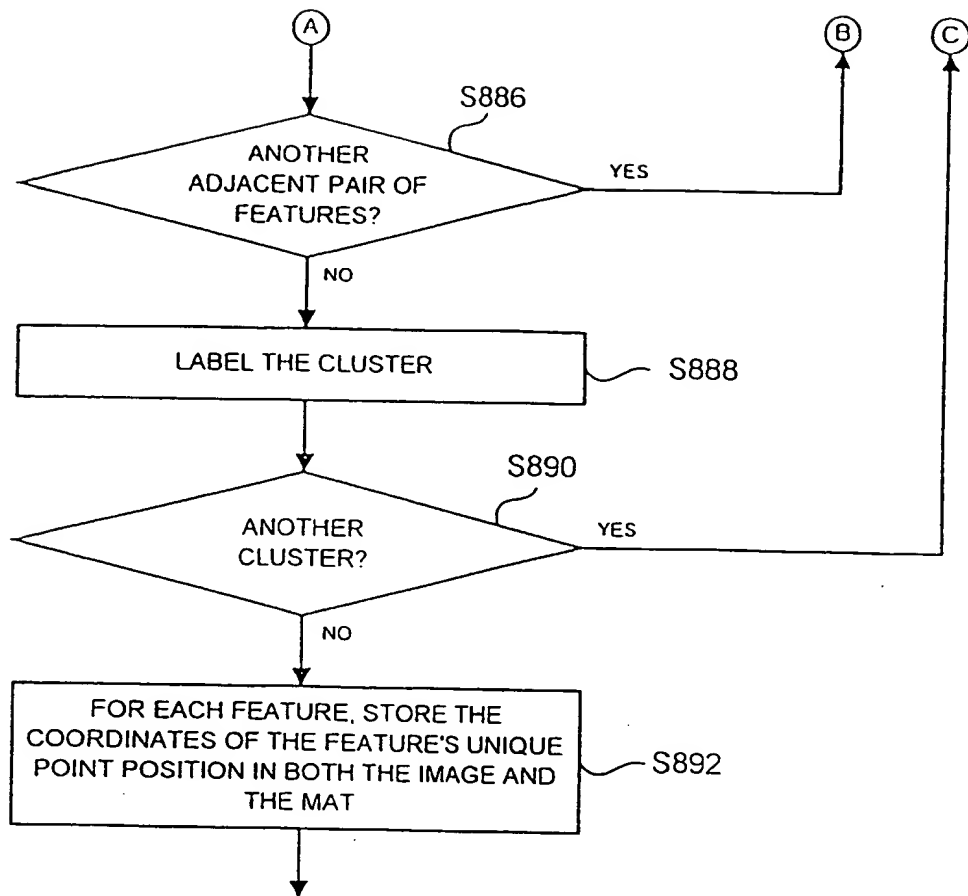 A
B
C
S886
ANOTHER
ADJACENT PAIR OF
FEATURES?
YES
NO
LABEL THE CLUSTER
S888
S890
ANOTHER
CLUSTER?
YES
NO
FOR EACH FEATURE, STORE THE
COORDINATES OF THE FEATURE'S UNIQUE
POINT POSITION IN BOTH THE IMAGE AND
THE MAT
S892